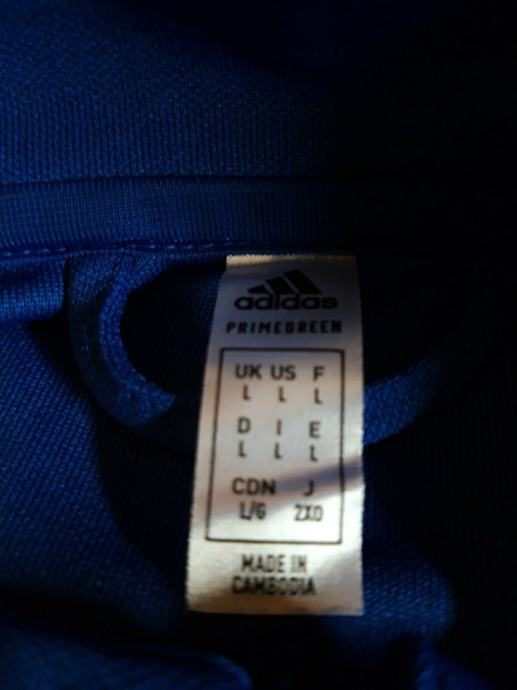 adidas
PRIMEGREEN
UK US F
L L L
D I E
L L L
CDN J
L/G 2XO
MADE IN
CAMBODIA